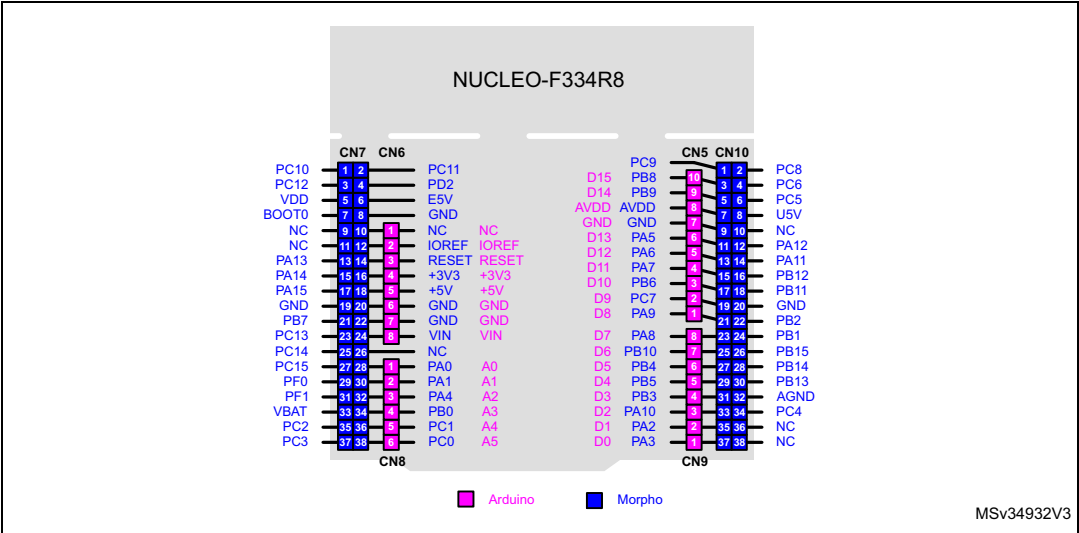 NUCLEO-F334R8
CN7 CN6 CN5 CN10
PC10 1 2 PC11 PC9 1 2 PC8
PC12 3 4 PD2 D15 PB8 10 3 4 PC6
VDD 5 6 E5V D14 PB9 9 5 6 PC5
BOOT0 7 8 GND AVDD AVDD 8 7 8 U5V
NC 9 10 1 NC NC GND GND 7 9 10 NC
NC 11 12 2 IOREF IOREF D13 PA5 6 11 12 PA12
PA13 13 14 3 RESET RESET D12 PA6 5 13 14 PA11
PA14 15 16 4 +3V3 +3V3 D11 PA7 4 15 16 PB12
PA15 17 18 5 +5V +5V D10 PB6 3 17 18 PB11
GND 19 20 6 GND GND D9 PC7 2 19 20 GND
PB7 21 22 7 GND GND D8 PA9 1 21 22 PB2
PC13 23 24 8 VIN VIN D7 PA8 8 23 24 PB1
PC14 25 26 NC D6 PB10 7 25 26 PB15
PC15 27 28 1 PA0 A0 D5 PB4 6 27 28 PB14
PF0 29 30 2 PA1 A1 D4 PB5 5 29 30 PB13
PF1 31 32 3 PA4 A2 D3 PB3 4 31 32 AGND
VBAT 33 34 4 PB0 A3 D2 PA10 3 33 34 PC4
PC2 35 36 5 PC1 A4 D1 PA2 2 35 36 NC
PC3 37 38 6 PC0 A5 D0 PA3 1 37 38 NC
CN8 CN9
Arduino Morpho
MSv34932V3